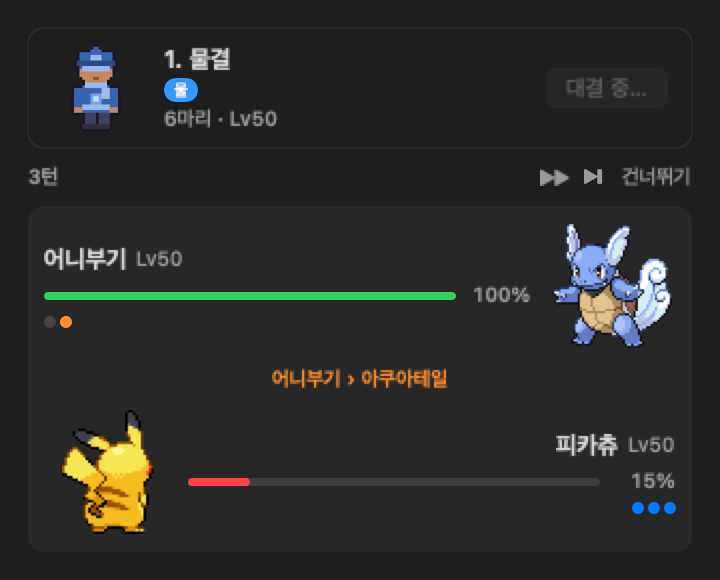 1. 물결
물
6마리 · Lv50
대결 중...
3턴
건너뛰기
어니부기 Lv50
100%
어니부기 › 아쿠아테일
피카츄 Lv50
15%